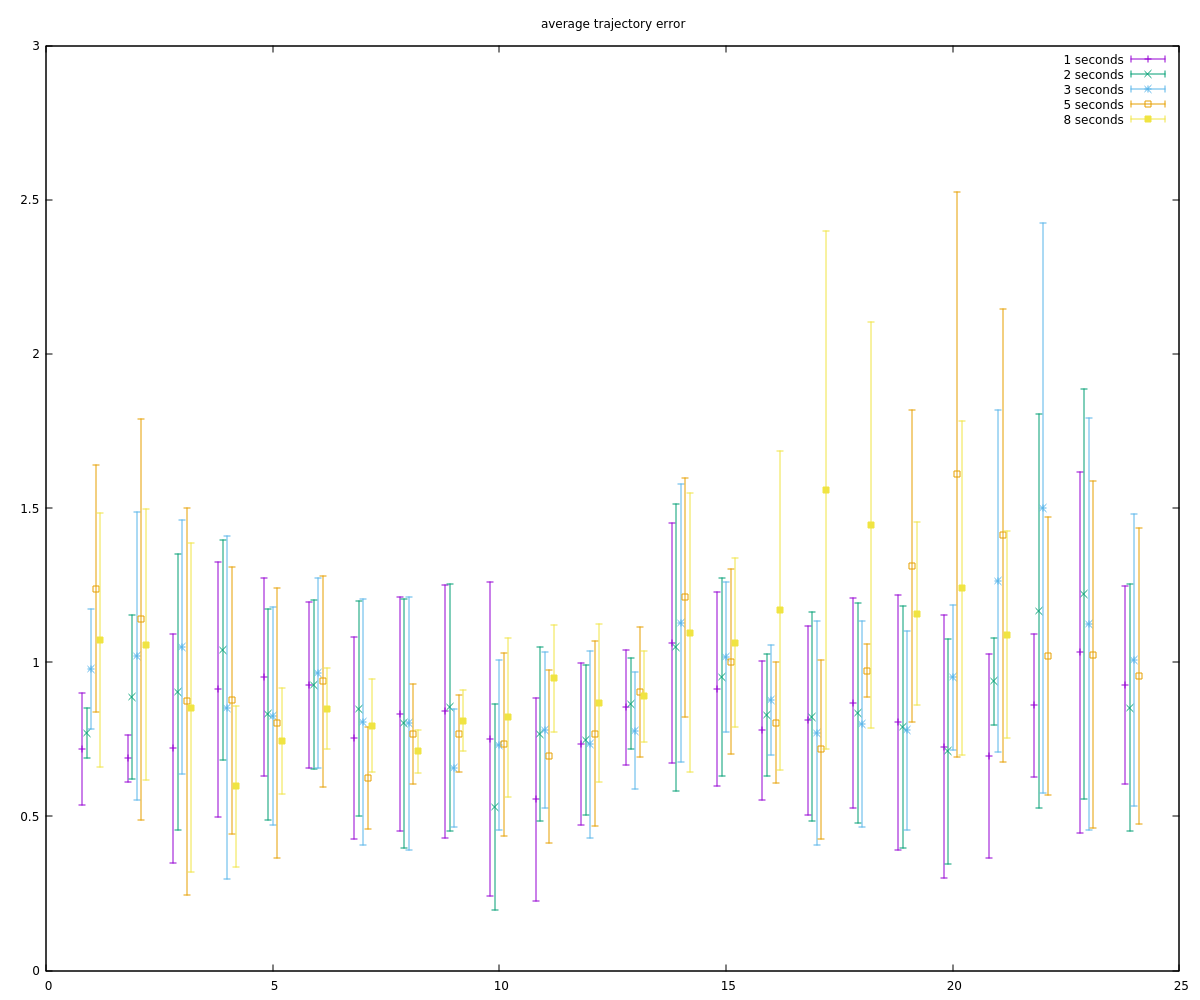 average trajectory error
3
1 seconds
2 seconds
3 seconds
5 seconds
8 seconds
2.5
2
1.5
1
0.5
0
0 5 10 15 20 25